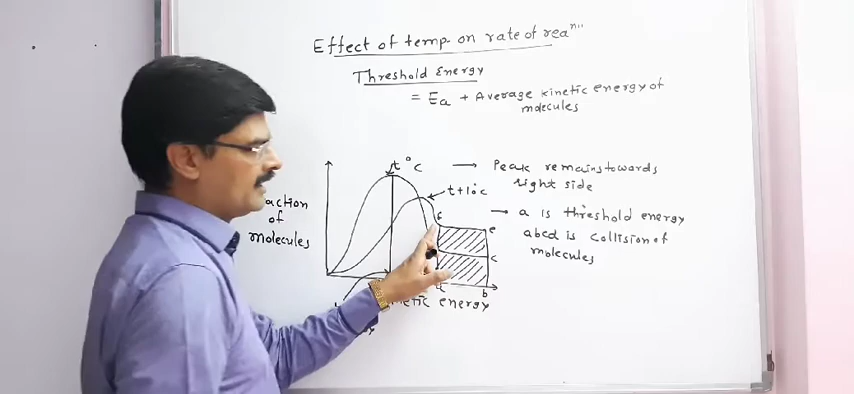 Effect of temp on rate of rea^n
Threshold Energy
= Ea + Average kinetic energy of
molecules
t°c
→ Peak remains towards
right side
t+10°c
→ a is threshold energy
abcd is collision of
molecules
action
of
molecules
e
c
b
etic energy